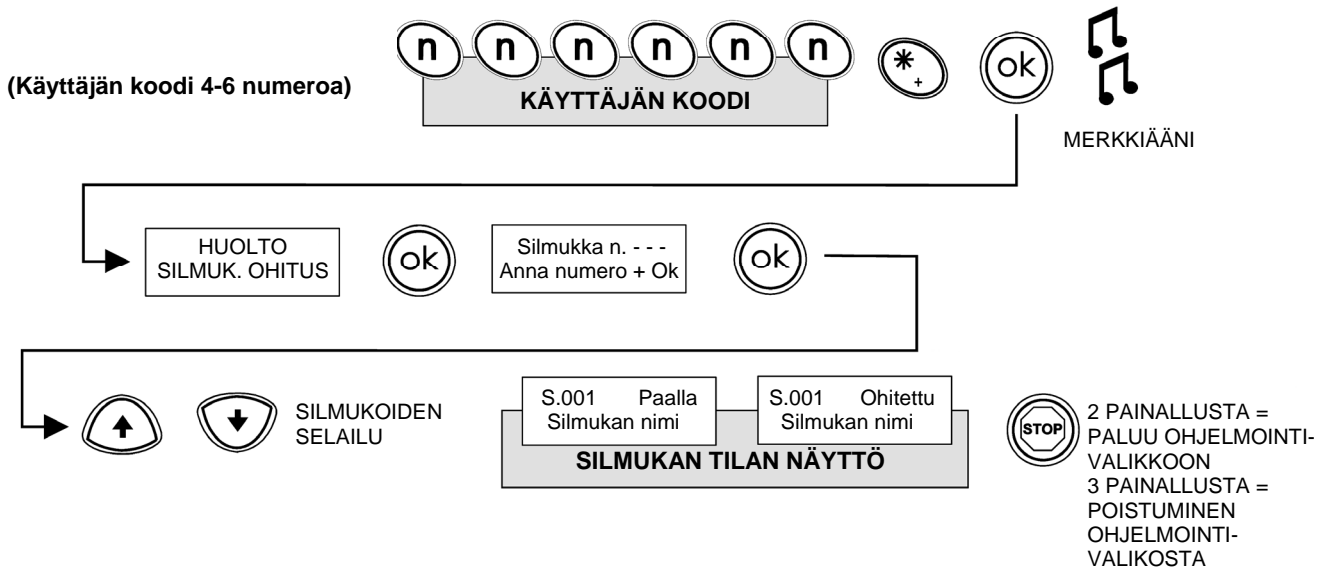 n n n n n n * + ok
(Käyttäjän koodi 4-6 numeroa)
KÄYTTÄJÄN KOODI
MERKKIÄÄNI
HUOLTO
SILMUK. OHITUS
ok
Silmukka n. - - -
Anna numero + Ok
ok
SILMUKOIDEN
SELAILU
S.001 Paalla
Silmukan nimi
S.001 Ohitettu
Silmukan nimi
SILMUKAN TILAN NÄYTTÖ
STOP
2 PAINALLUSTA =
PALUU OHJELMOINTI-
VALIKKOON
3 PAINALLUSTA =
POISTUMINEN
OHJELMOINTI-
VALIKOSTA